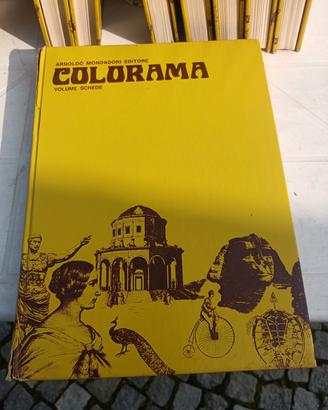 ARNOLDO MONDADORI EDITORE
COLORAMA
VOLUME SCHEDE